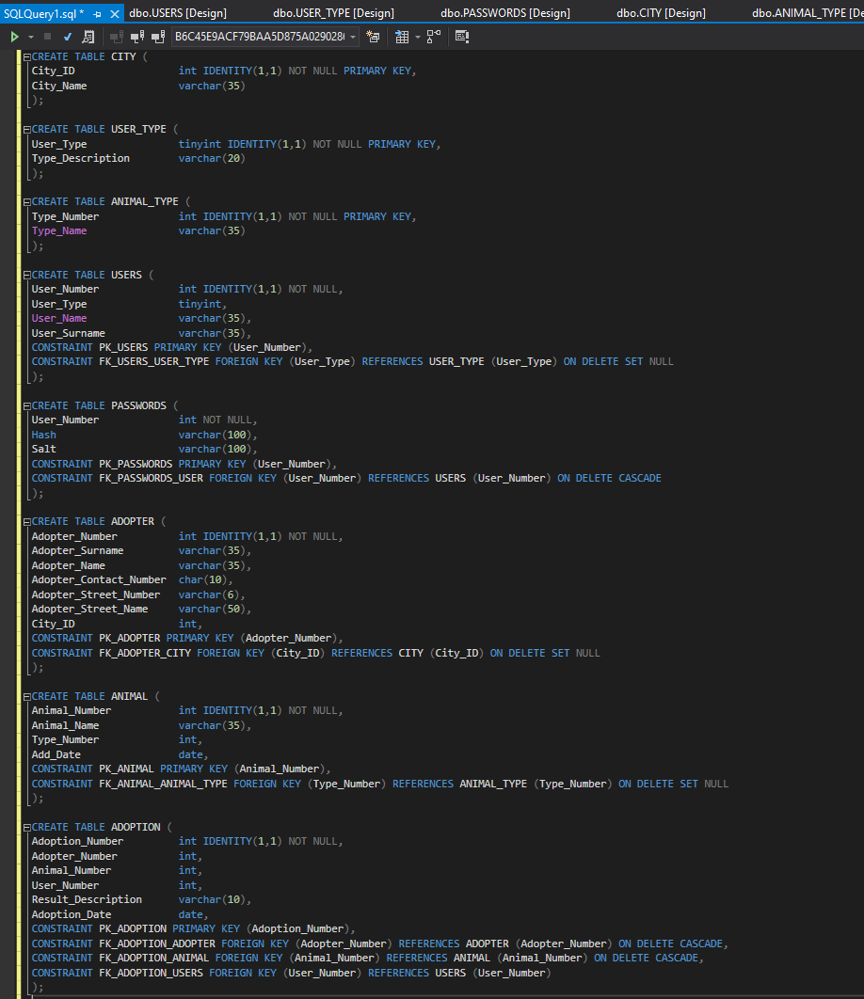 SQLQuery1.sql * dbo.USERS [Design] dbo.USER_TYPE [Design] dbo.PASSWORDS [Design] dbo.CITY [Design] dbo.ANIMAL_TYPE [De
B6C45E9ACF79BAA5D875A029028
CREATE TABLE CITY (
City_ID int IDENTITY(1,1) NOT NULL PRIMARY KEY,
City_Name varchar(35)
);
CREATE TABLE USER_TYPE (
User_Type tinyint IDENTITY(1,1) NOT NULL PRIMARY KEY,
Type_Description varchar(20)
);
CREATE TABLE ANIMAL_TYPE (
Type_Number int IDENTITY(1,1) NOT NULL PRIMARY KEY,
Type_Name varchar(35)
);
CREATE TABLE USERS (
User_Number int IDENTITY(1,1) NOT NULL,
User_Type tinyint,
User_Name varchar(35),
User_Surname varchar(35),
CONSTRAINT PK_USERS PRIMARY KEY (User_Number),
CONSTRAINT FK_USERS_USER_TYPE FOREIGN KEY (User_Type) REFERENCES USER_TYPE (User_Type) ON DELETE SET NULL
);
CREATE TABLE PASSWORDS (
User_Number int NOT NULL,
Hash varchar(100),
Salt varchar(100),
CONSTRAINT PK_PASSWORDS PRIMARY KEY (User_Number),
CONSTRAINT FK_PASSWORDS_USER FOREIGN KEY (User_Number) REFERENCES USERS (User_Number) ON DELETE CASCADE
);
CREATE TABLE ADOPTER (
Adopter_Number int IDENTITY(1,1) NOT NULL,
Adopter_Surname varchar(35),
Adopter_Name varchar(35),
Adopter_Contact_Number char(10),
Adopter_Street_Number varchar(6),
Adopter_Street_Name varchar(50),
City_ID int,
CONSTRAINT PK_ADOPTER PRIMARY KEY (Adopter_Number),
CONSTRAINT FK_ADOPTER_CITY FOREIGN KEY (City_ID) REFERENCES CITY (City_ID) ON DELETE SET NULL
);
CREATE TABLE ANIMAL (
Animal_Number int IDENTITY(1,1) NOT NULL,
Animal_Name varchar(35),
Type_Number int,
Add_Date date,
CONSTRAINT PK_ANIMAL PRIMARY KEY (Animal_Number),
CONSTRAINT FK_ANIMAL_ANIMAL_TYPE FOREIGN KEY (Type_Number) REFERENCES ANIMAL_TYPE (Type_Number) ON DELETE SET NULL
);
CREATE TABLE ADOPTION (
Adoption_Number int IDENTITY(1,1) NOT NULL,
Adopter_Number int,
Animal_Number int,
User_Number int,
Result_Description varchar(10),
Adoption_Date date,
CONSTRAINT PK_ADOPTION PRIMARY KEY (Adoption_Number),
CONSTRAINT FK_ADOPTION_ADOPTER FOREIGN KEY (Adopter_Number) REFERENCES ADOPTER (Adopter_Number) ON DELETE CASCADE,
CONSTRAINT FK_ADOPTION_ANIMAL FOREIGN KEY (Animal_Number) REFERENCES ANIMAL (Animal_Number) ON DELETE CASCADE,
CONSTRAINT FK_ADOPTION_USERS FOREIGN KEY (User_Number) REFERENCES USERS (User_Number)
);